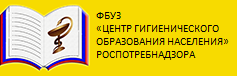 ФБУЗ
«ЦЕНТР ГИГИЕНИЧЕСКОГО
ОБРАЗОВАНИЯ НАСЕЛЕНИЯ»
РОСПОТРЕБНАДЗОРА